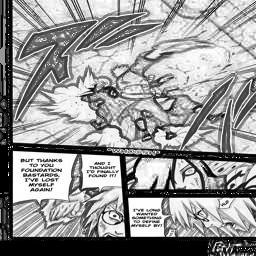 BUT THANKS
TO YOU
FOUNDATION
BASTARDS,
I'VE LOST
MYSELF
AGAIN!
AND I
THOUGHT
I'D FINALLY
FOUND IT!
I'VE LONG
WANTED
SOMETHING
TO DEFINE
MYSELF BY!